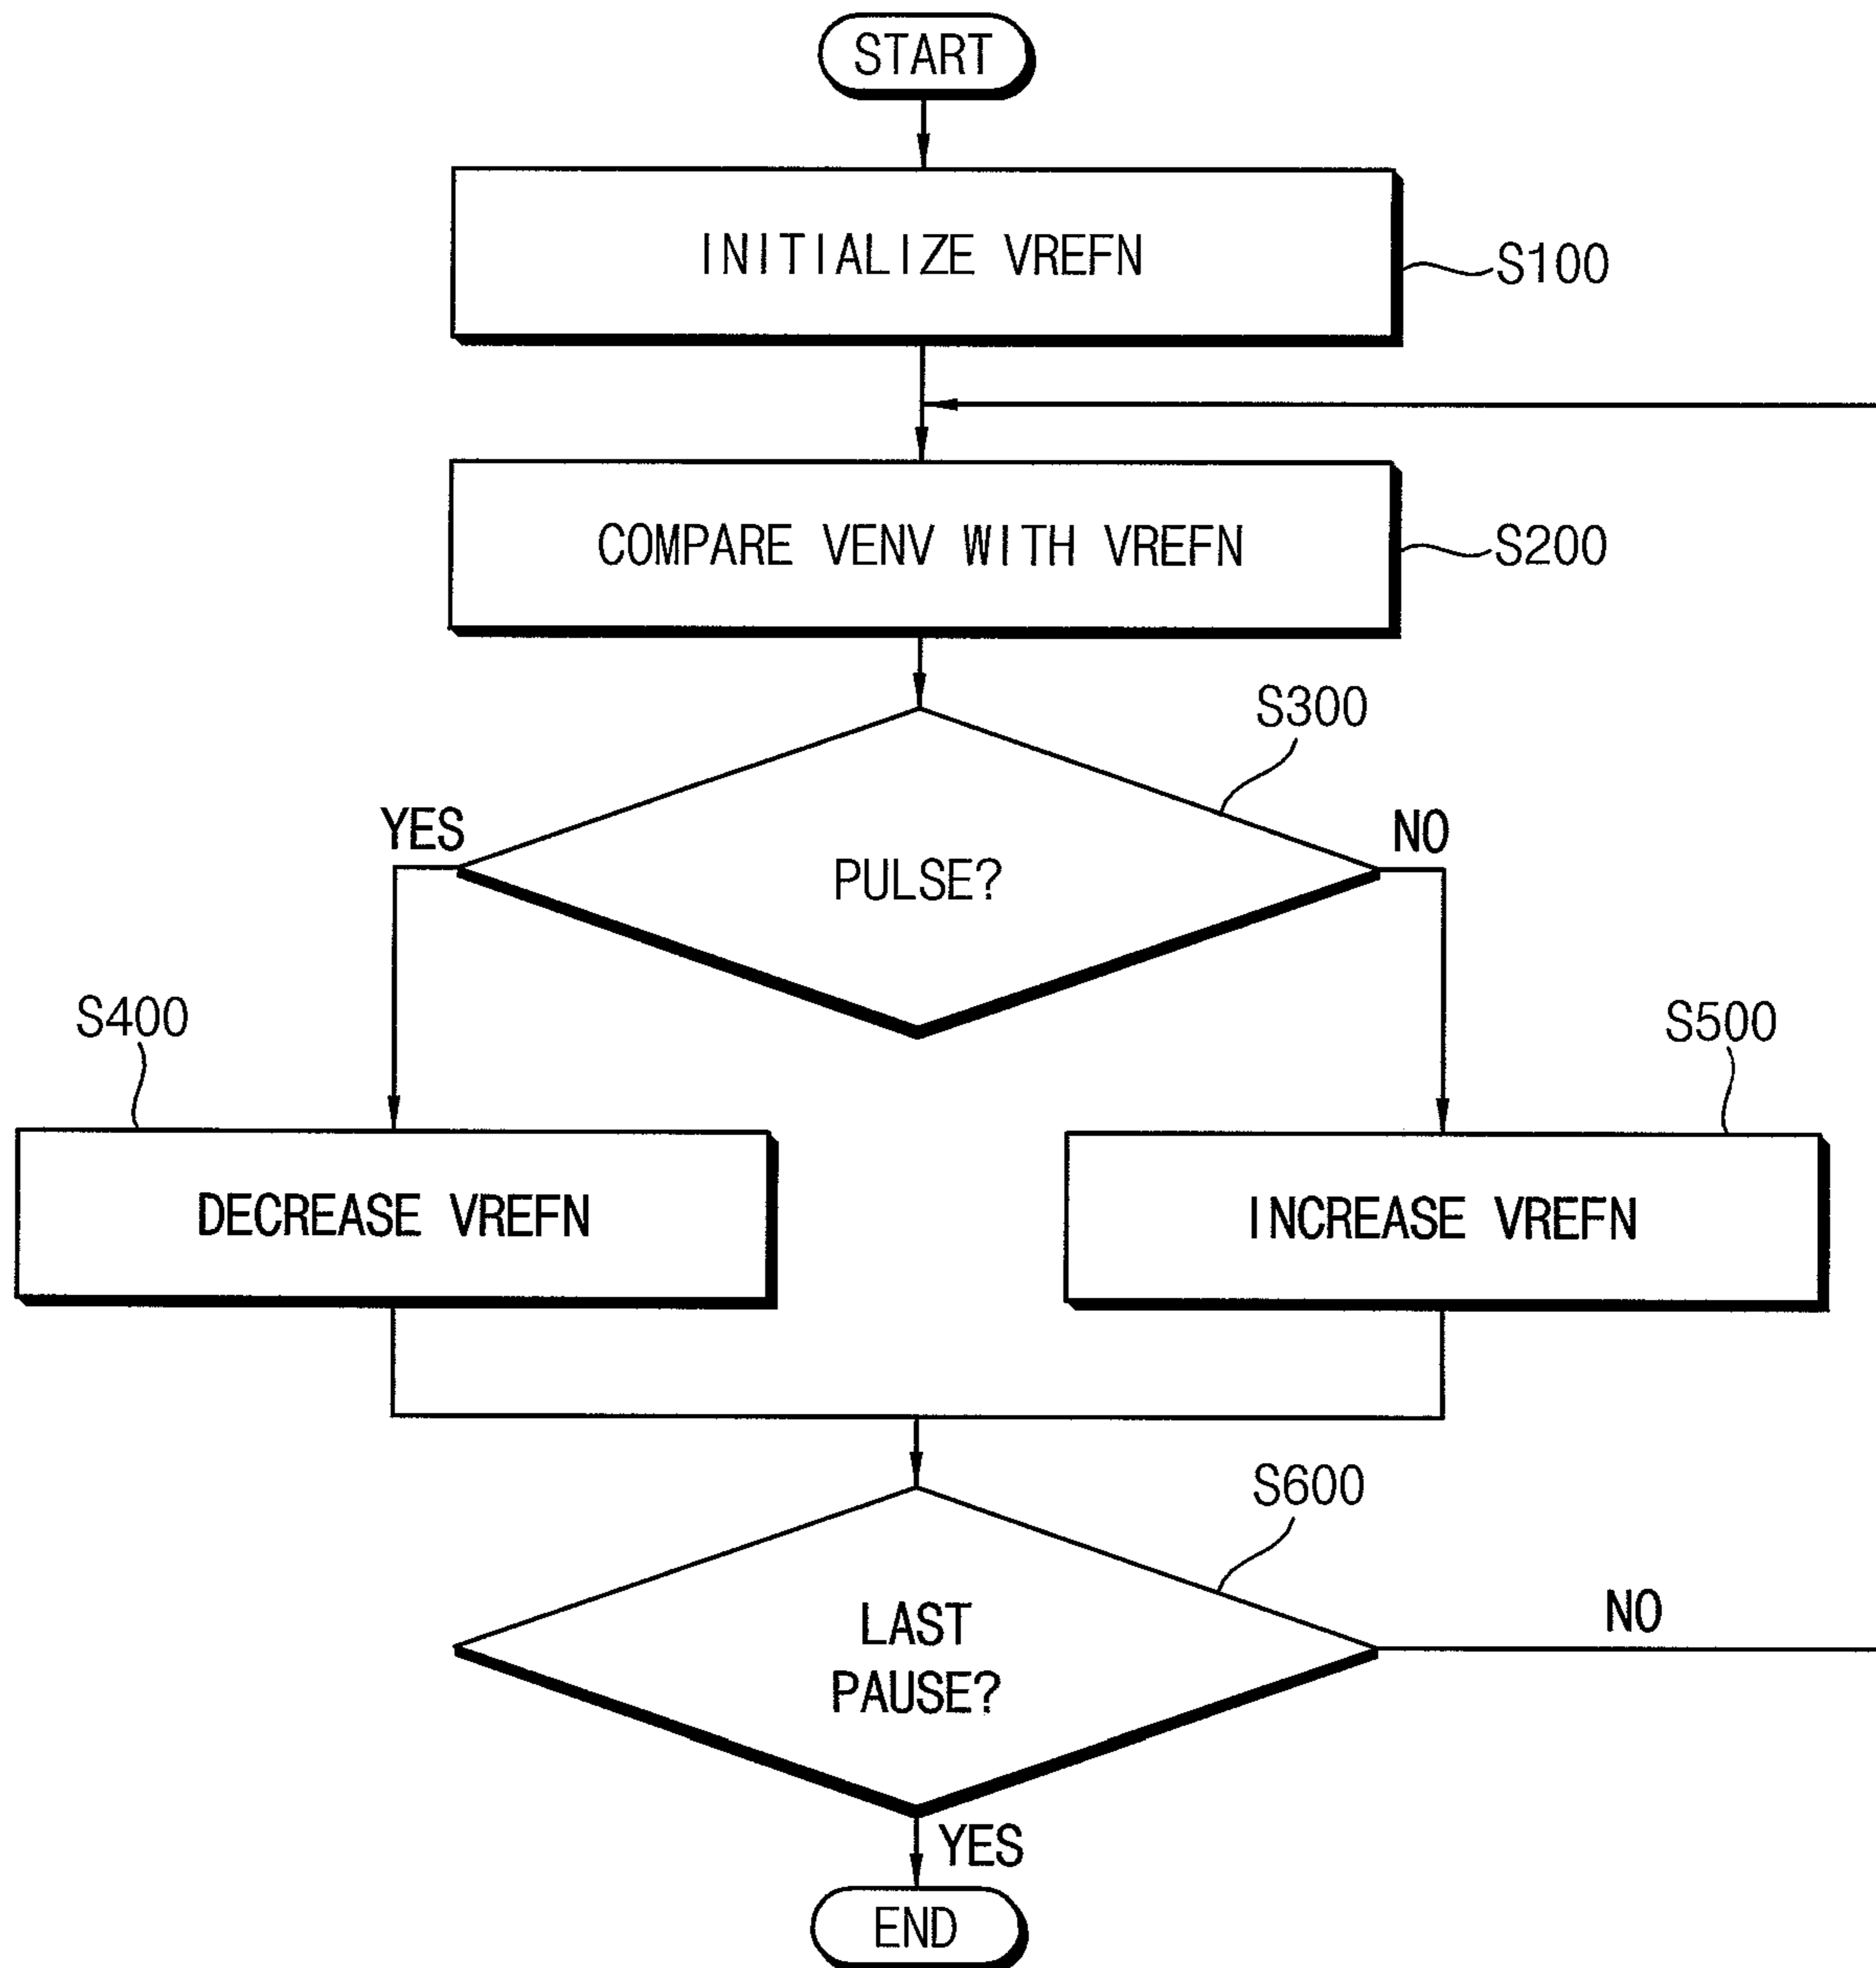 START
INITIALIZE VREFN
S100
COMPARE VENV WITH VREFN
S200
S300
YES
NO
PULSE?
S400
S500
DECREASE VREFN
INCREASE VREFN
S600
LAST
PAUSE?
NO
YES
END